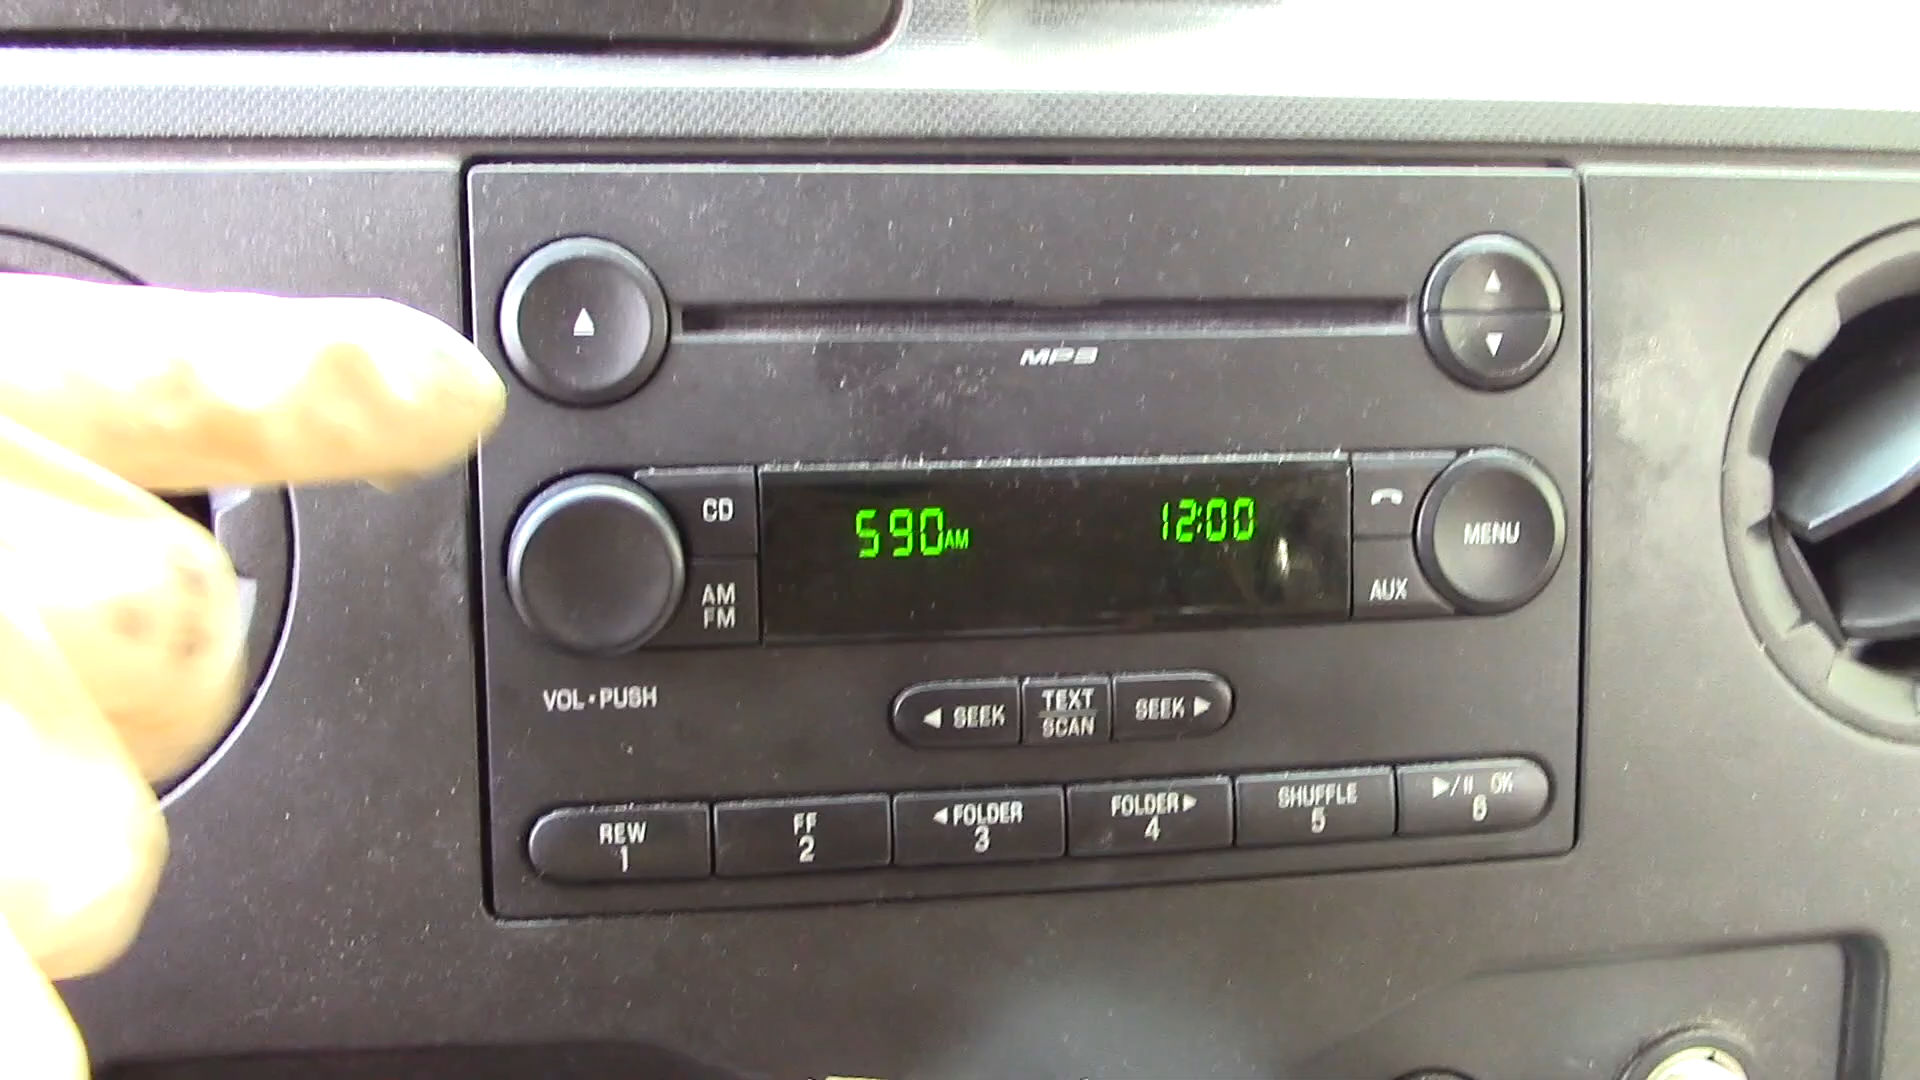 MP3
CD
590AM 12:00
MENU
AM
FM
AUX
VOL•PUSH
◀ SEEK
TEXT
SCAN
SEEK ▶
REW
1
FF
2
◀FOLDER
3
FOLDER▶
4
SHUFFLE
5
▶/II OK
6